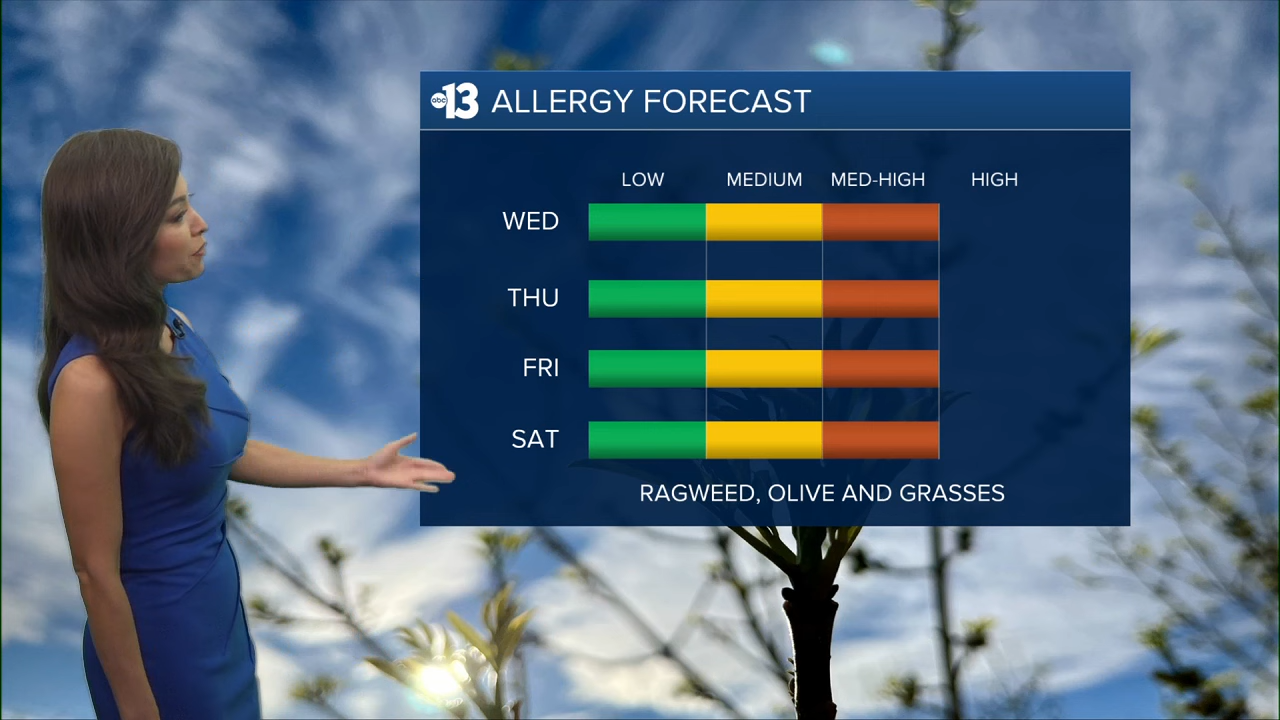 abc 13 ALLERGY FORECAST
LOW MEDIUM MED-HIGH HIGH
WED
THU
FRI
SAT
RAGWEED, OLIVE AND GRASSES